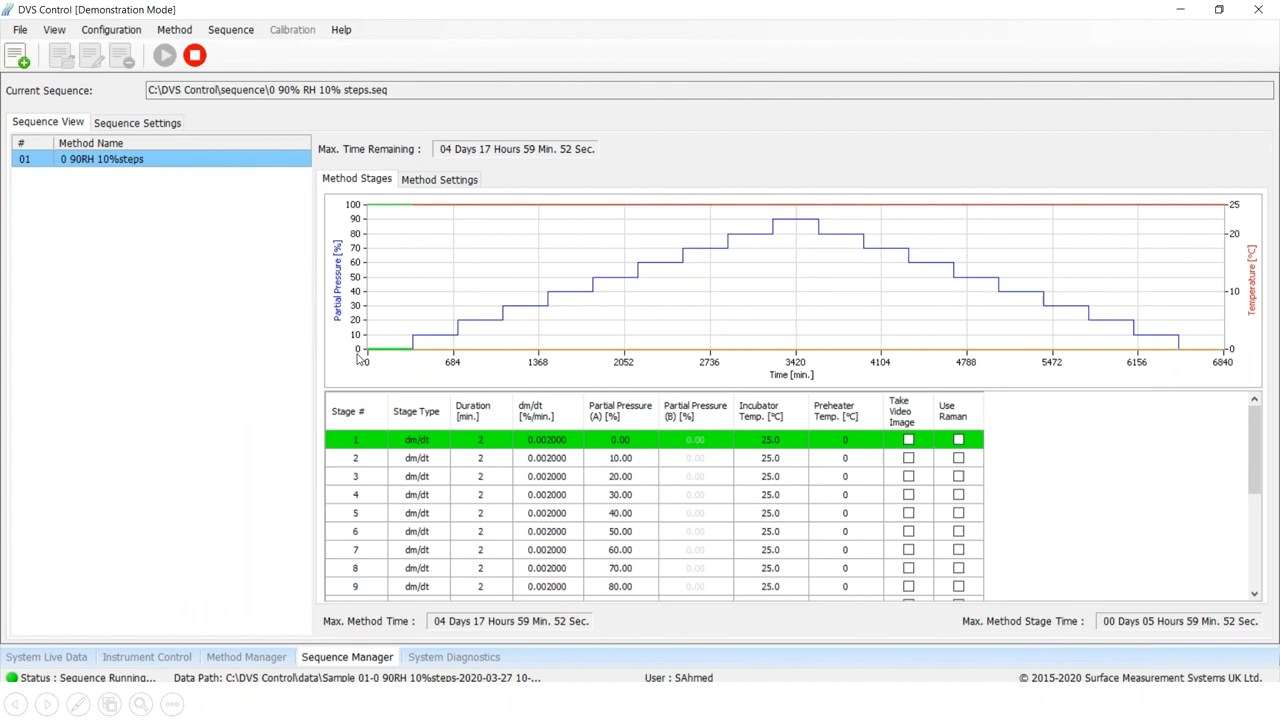 DVS Control [Demonstration Mode]
File View Configuration Method Sequence Calibration Help
Current Sequence: C:\DVS Control\sequence\0 90% RH 10% steps.seq
Sequence View Sequence Settings
# Method Name
01 0 90RH 10%steps
Max. Time Remaining : 04 Days 17 Hours 59 Min. 52 Sec.
Method Stages Method Settings
100 25
90
80 20
70
60
50
40 10
30
20
10
0 0
Partial Pressure [%]
Temperature [ºC]
0 684 1368 2052 2736 3420 4104 4788 5472 6156 6840
Time [min.]
Stage # Stage Type Duration [min.] dm/dt [%/min.] Partial Pressure (A) [%] Partial Pressure (B) [%] Incubator Temp. [ºC] Preheater Temp. [ºC] Take Video Image Use Raman
1 dm/dt 2 0.002000 0.00 0.00 25.0 0
2 dm/dt 2 0.002000 10.00 0.00 25.0 0
3 dm/dt 2 0.002000 20.00 0.00 25.0 0
4 dm/dt 2 0.002000 30.00 0.00 25.0 0
5 dm/dt 2 0.002000 40.00 0.00 25.0 0
6 dm/dt 2 0.002000 50.00 0.00 25.0 0
7 dm/dt 2 0.002000 60.00 0.00 25.0 0
8 dm/dt 2 0.002000 70.00 0.00 25.0 0
9 dm/dt 2 0.002000 80.00 0.00 25.0 0
Max. Method Time : 04 Days 17 Hours 59 Min. 52 Sec. Max. Method Stage Time : 00 Days 05 Hours 59 Min. 52 Sec.
System Live Data Instrument Control Method Manager Sequence Manager System Diagnostics
Status : Sequence Running... Data Path: C:\DVS Control\data\Sample 01-0 90RH 10%steps-2020-03-27 10-... User : SAhmed © 2015-2020 Surface Measurement Systems UK Ltd.